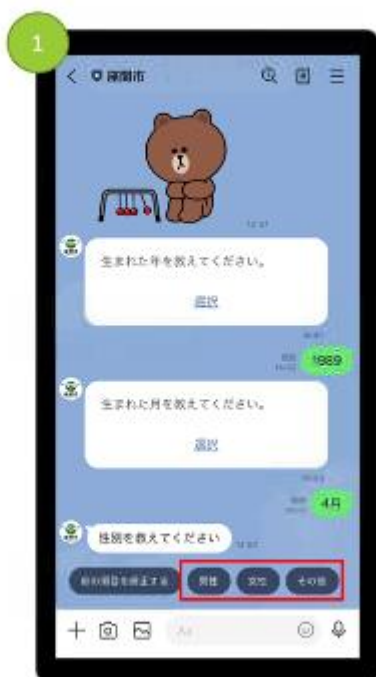 1
座間市
生まれた年を教えてください。
選択
1989
生まれた月を教えてください。
選択
4月
性別を教えてください
前の項目を修正する 男性 女性 その他
Aa